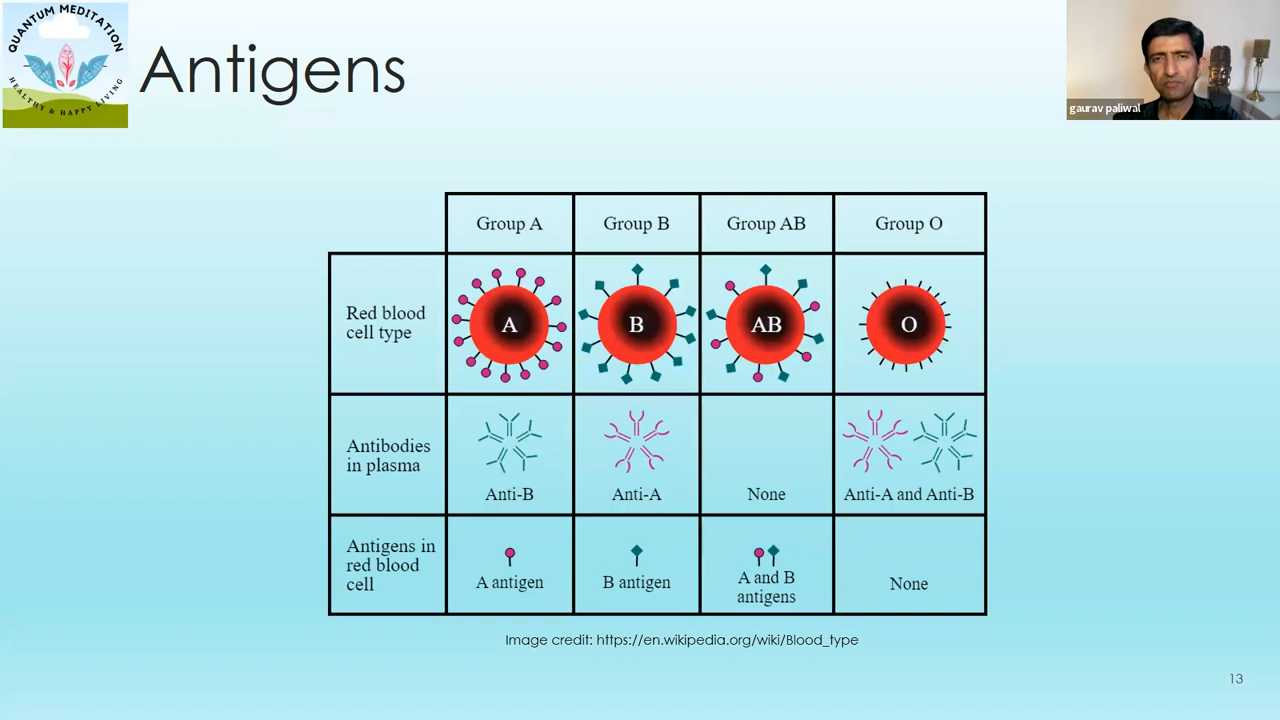 QUANTUM MEDITATION
HEALTHY & HAPPY LIVING
Antigens
gaurav paliwal
Group A
Group B
Group AB
Group O
Red blood
cell type
A
B
AB
O
Antibodies
in plasma
Anti-B
Anti-A
None
Anti-A and Anti-B
Antigens in
red blood
cell
A antigen
B antigen
A and B
antigens
None
Image credit: https://en.wikipedia.org/wiki/Blood_type
13